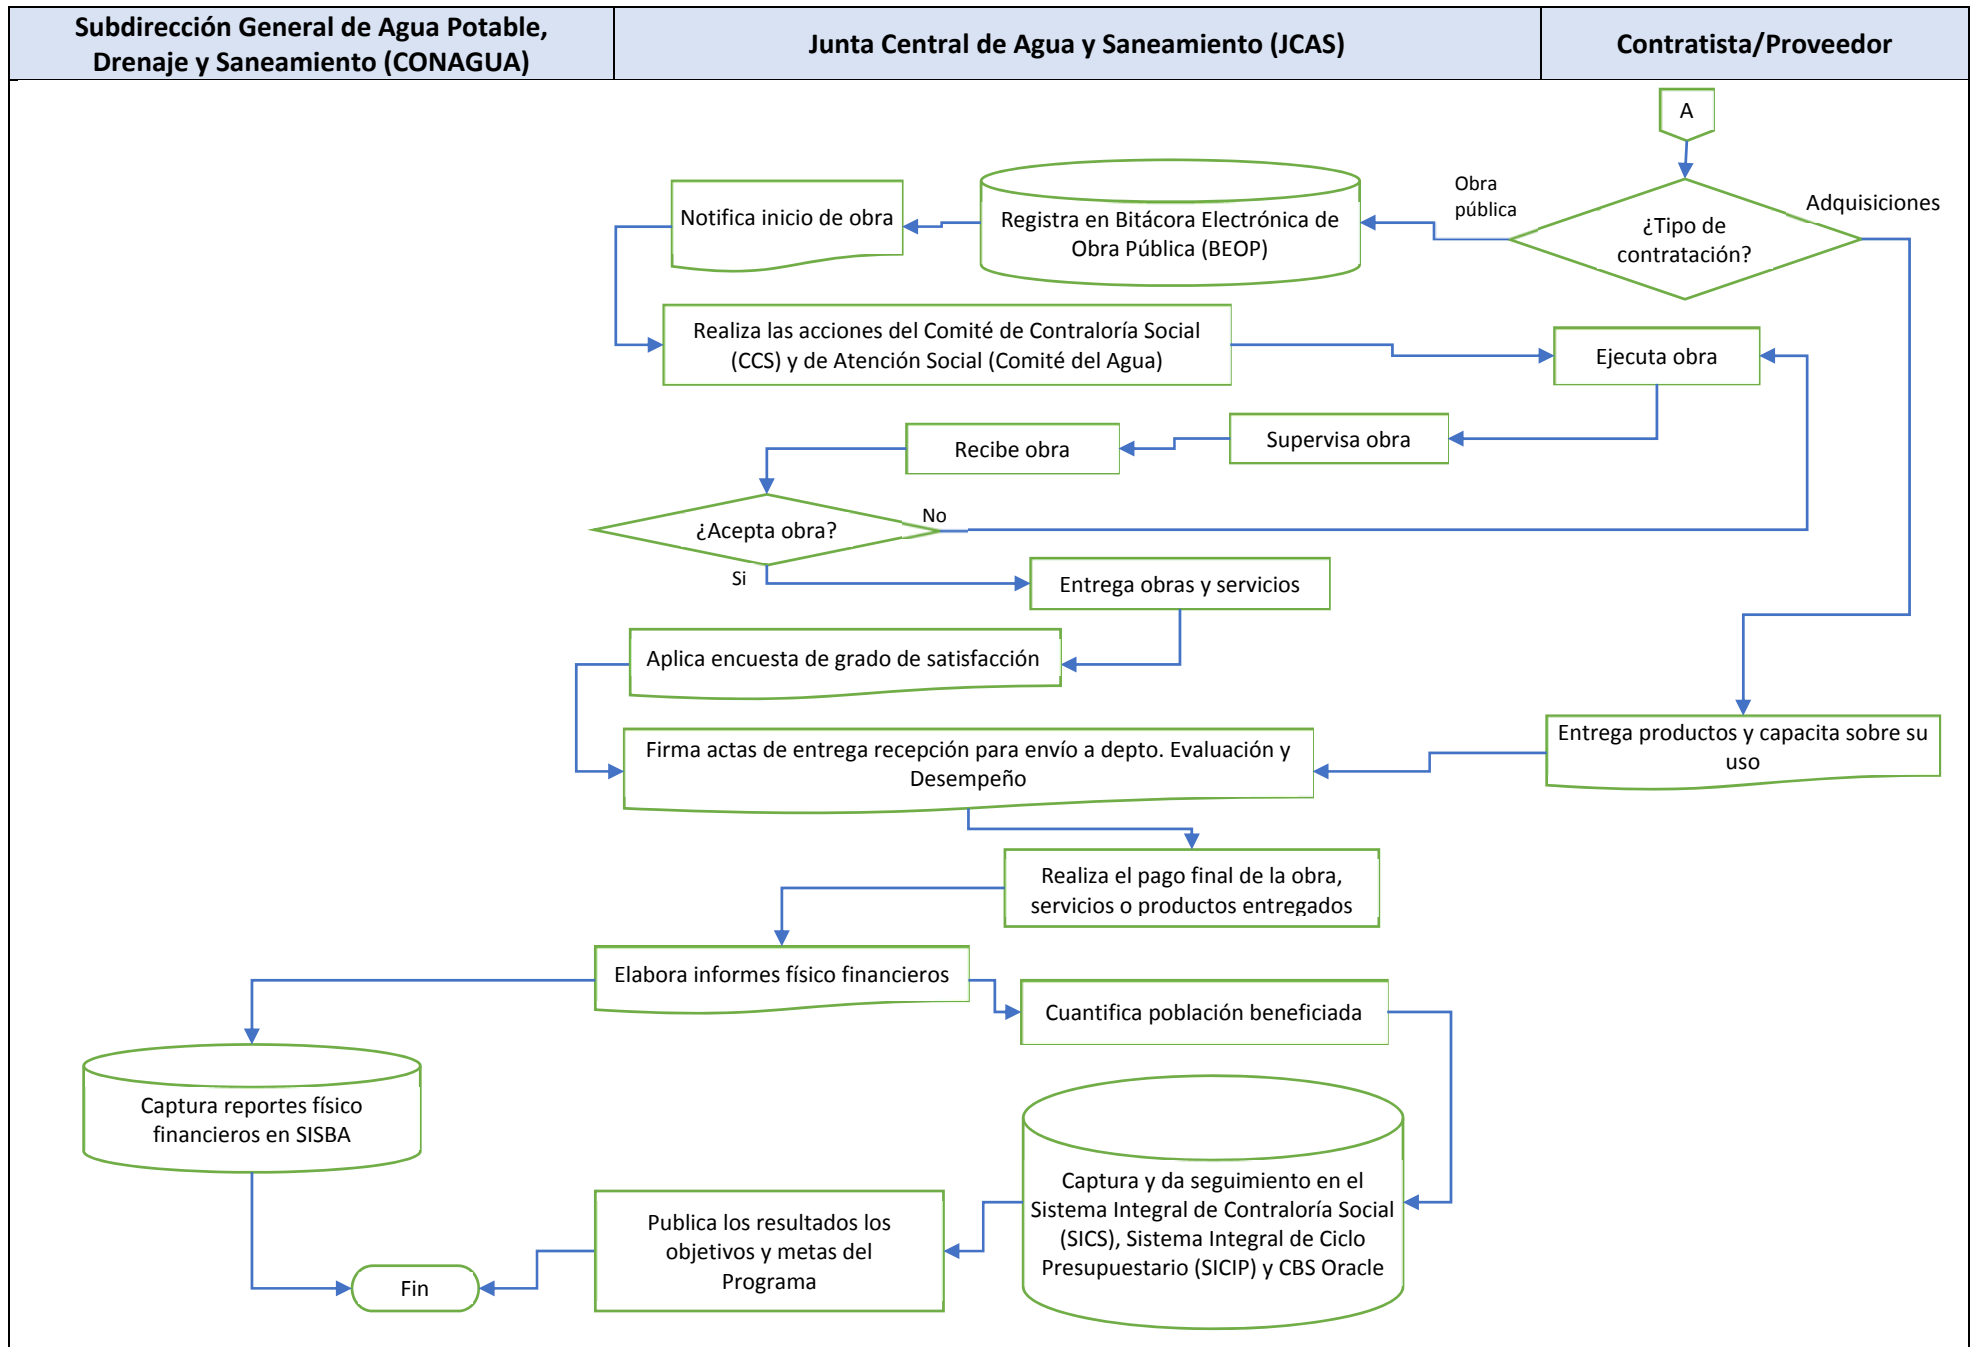 Subdirección General de Agua Potable,
Drenaje y Saneamiento (CONAGUA)
Junta Central de Agua y Saneamiento (JCAS)
Contratista/Proveedor
A
¿Tipo de
contratación?
Obra
pública
Adquisiciones
Registra en Bitácora Electrónica de
Obra Pública (BEOP)
Notifica inicio de obra
Realiza las acciones del Comité de Contraloría Social
(CCS) y de Atención Social (Comité del Agua)
Ejecuta obra
Supervisa obra
Recibe obra
¿Acepta obra?
No
Si
Entrega obras y servicios
Aplica encuesta de grado de satisfacción
Firma actas de entrega recepción para envío a depto. Evaluación y
Desempeño
Entrega productos y capacita sobre su
uso
Realiza el pago final de la obra,
servicios o productos entregados
Elabora informes físico financieros
Cuantifica población beneficiada
Captura reportes físico
financieros en SISBA
Captura y da seguimiento en el
Sistema Integral de Contraloría Social
(SICS), Sistema Integral de Ciclo
Presupuestario (SICIP) y CBS Oracle
Publica los resultados los
objetivos y metas del
Programa
Fin